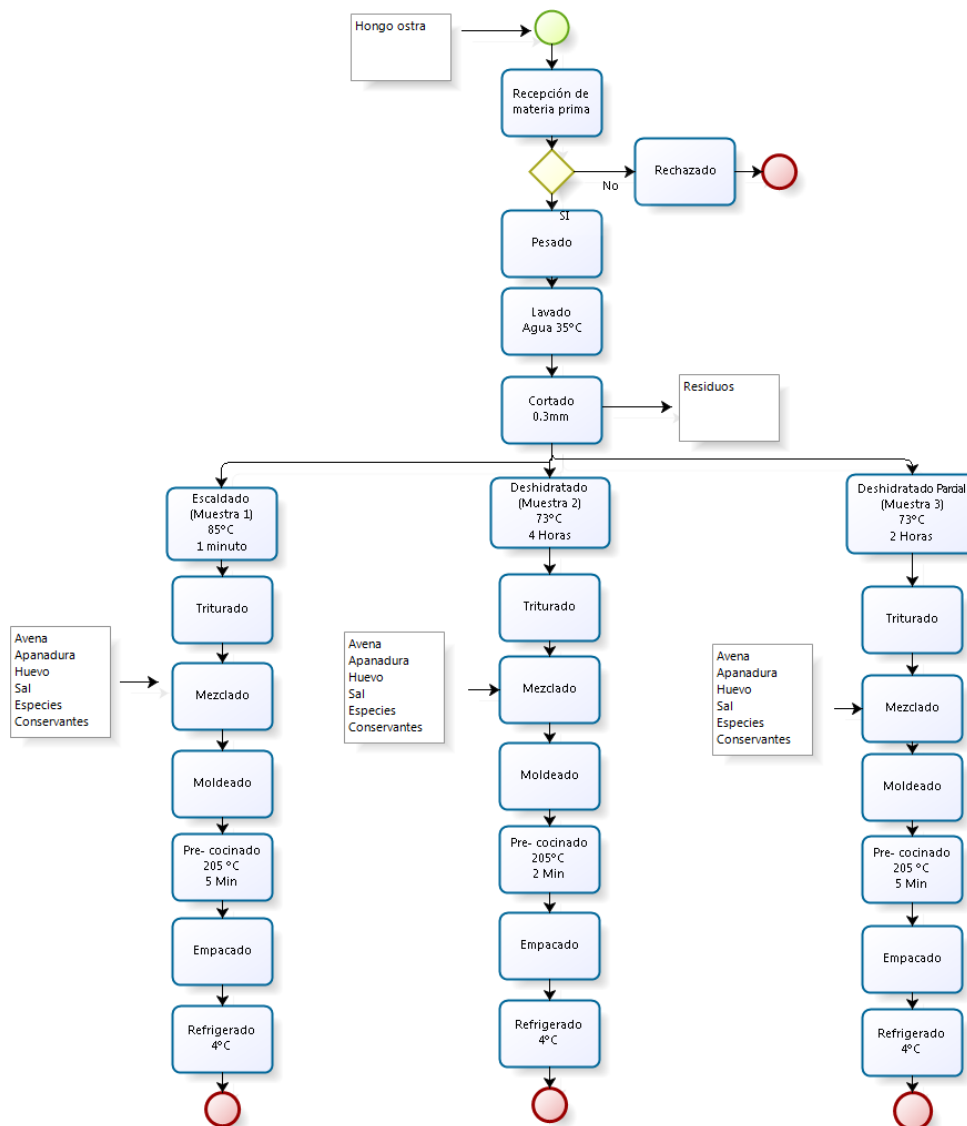 Hongo ostra
Recepción de
materia prima
No
Rechazado
SI
Pesado
Lavado
Agua 35°C
Cortado
0.3mm
Residuos
Escaldado
(Muestra 1)
85°C
1 minuto
Triturado
Avena
Apanadura
Huevo
Sal
Especies
Conservantes
Mezclado
Moldeado
Pre- cocinado
205 °C
5 Min
Empacado
Refrigerado
4°C
Deshidratado
(Muestra 2)
73°C
4 Horas
Triturado
Avena
Apanadura
Huevo
Sal
Especies
Conservantes
Mezclado
Moldeado
Pre- cocinado
205°C
2 Min
Empacado
Refrigerado
4°C
Deshidratado Parcial
(Muestra 3)
73°C
2 Horas
Triturado
Avena
Apanadura
Huevo
Sal
Especies
Conservantes
Mezclado
Moldeado
Pre- cocinado
205 °C
5 Min
Empacado
Refrigerado
4°C